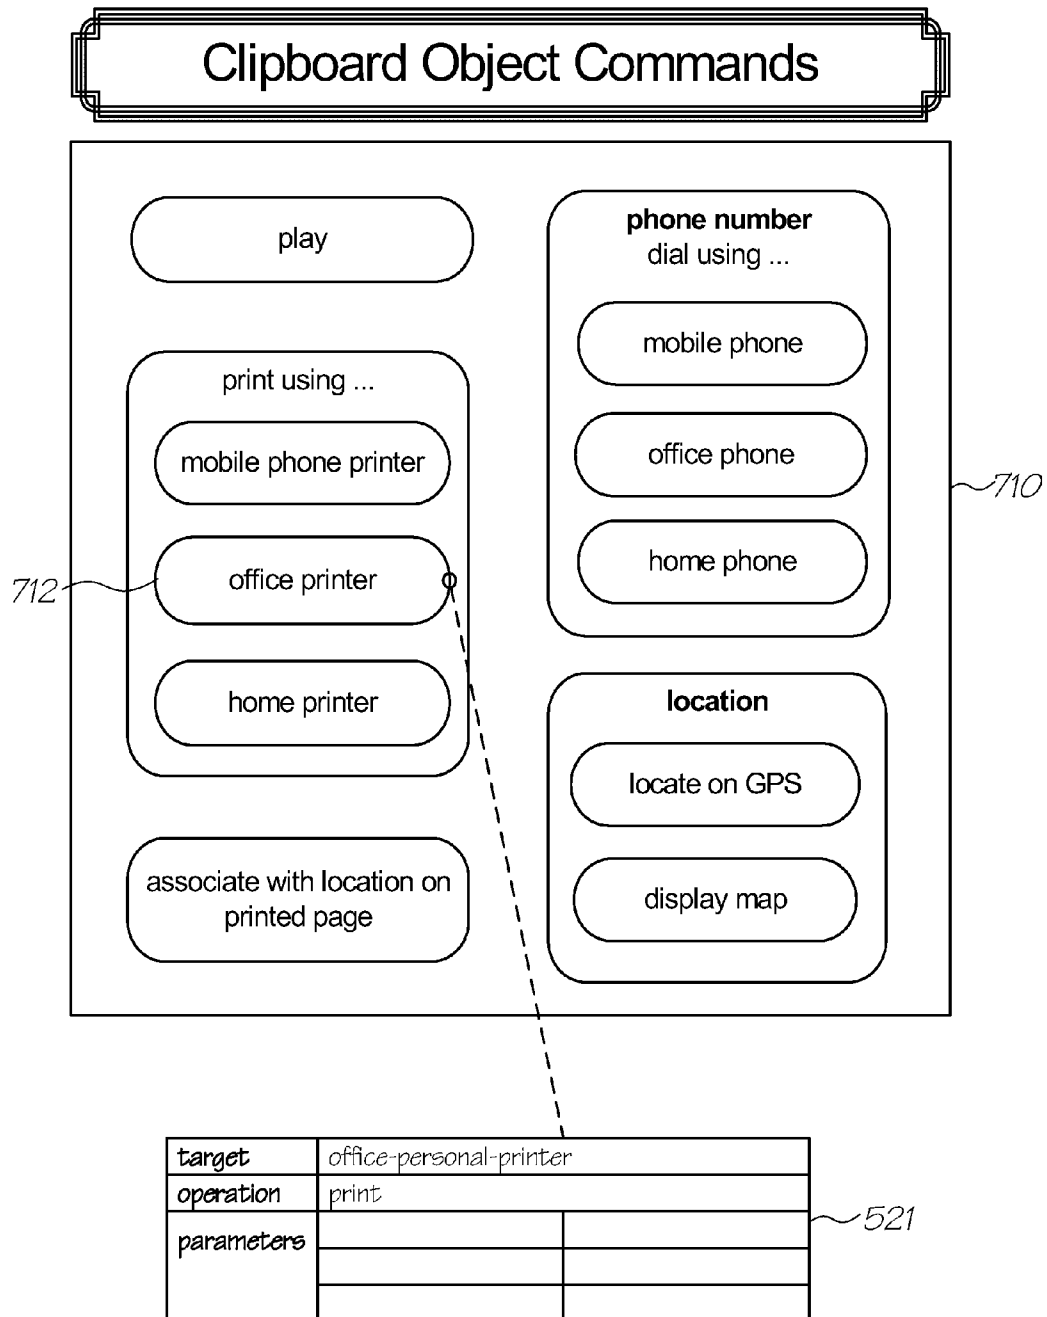 Clipboard Object Commands
play
print using ...
mobile phone printer
office printer
home printer
associate with location on
printed page
phone number
dial using ...
mobile phone
office phone
home phone
location
locate on GPS
display map
710
712
target office-personal-printer
operation print
parameters
521